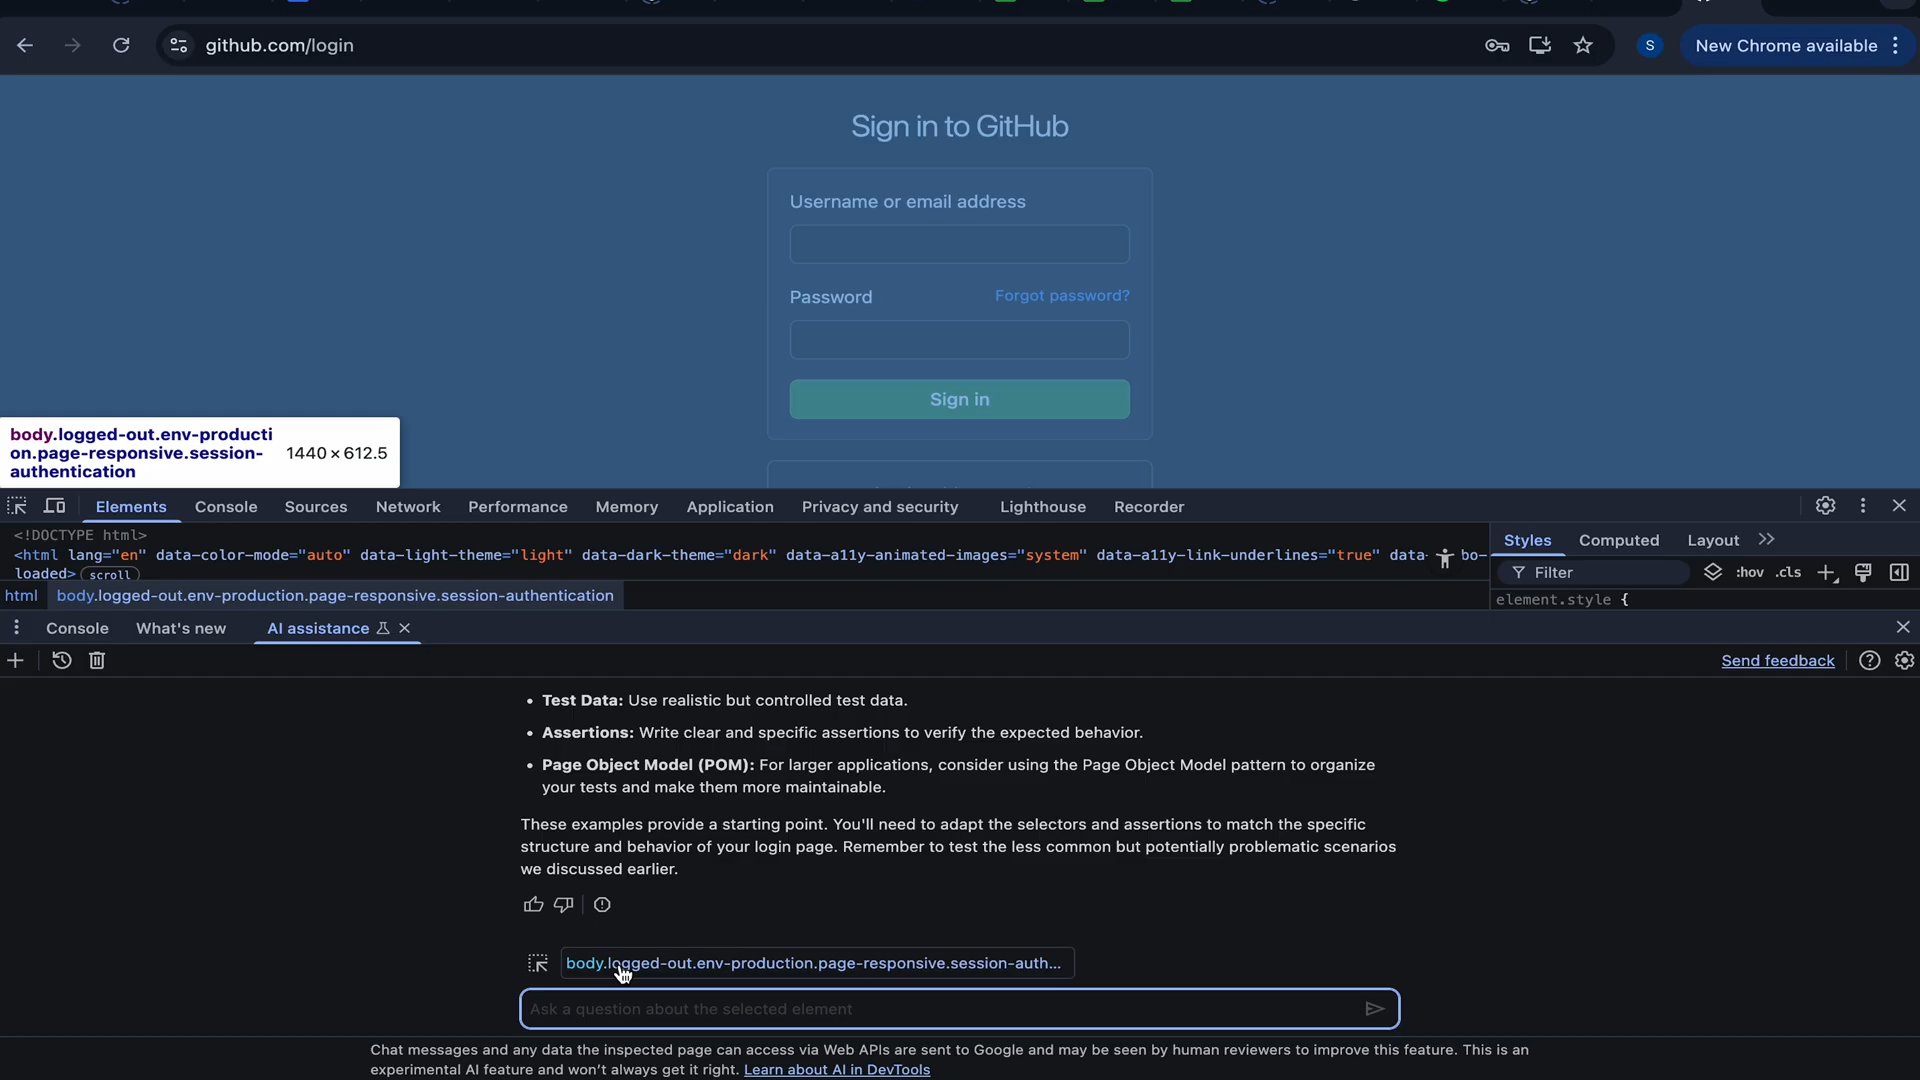 github.com/login
S
New Chrome available
Sign in to GitHub
Username or email address
Password
Forgot password?
Sign in
body.logged-out.env-producti
on.page-responsive.session-
authentication
1440 × 612.5
Elements
Console
Sources
Network
Performance
Memory
Application
Privacy and security
Lighthouse
Recorder
<!DOCTYPE html>
<html lang="en" data-color-mode="auto" data-light-theme="light" data-dark-theme="dark" data-a11y-animated-images="system" data-a11y-link-underlines="true" data- bo-
loaded> scroll
html body.logged-out.env-production.page-responsive.session-authentication
Styles
Computed
Layout
Filter
:hov
.cls
element.style {
Console
What's new
AI assistance
Send feedback
• Test Data: Use realistic but controlled test data.
• Assertions: Write clear and specific assertions to verify the expected behavior.
• Page Object Model (POM): For larger applications, consider using the Page Object Model pattern to organize
your tests and make them more maintainable.
These examples provide a starting point. You'll need to adapt the selectors and assertions to match the specific
structure and behavior of your login page. Remember to test the less common but potentially problematic scenarios
we discussed earlier.
body.logged-out.env-production.page-responsive.session-auth...
Ask a question about the selected element
Chat messages and any data the inspected page can access via Web APIs are sent to Google and may be seen by human reviewers to improve this feature. This is an
experimental AI feature and won't always get it right. Learn about AI in DevTools